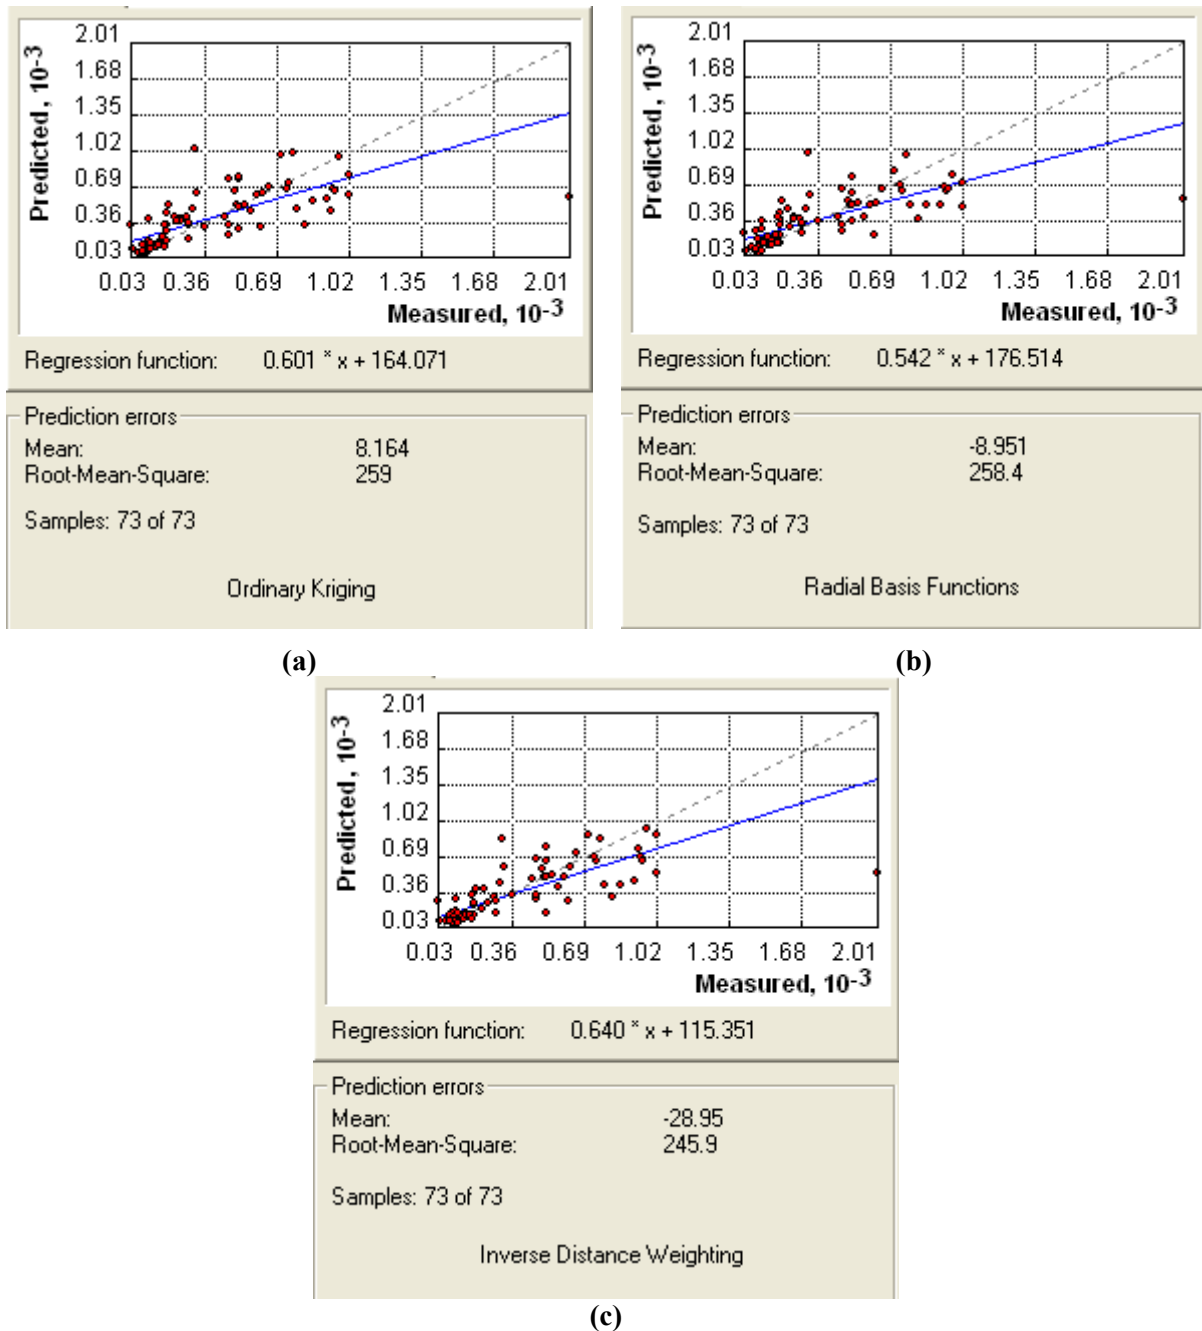 2.01
1.68
1.35
1.02
0.69
0.36
0.03
Predicted, 10-3
0.03 0.36 0.69 1.02 1.35 1.68 2.01
Measured, 10-3
Regression function: 0.601 * x + 164.071
Prediction errors
Mean: 8.164
Root-Mean-Square: 259
Samples: 73 of 73
Ordinary Kriging
(a)
2.01
1.68
1.35
1.02
0.69
0.36
0.03
Predicted, 10-3
0.03 0.36 0.69 1.02 1.35 1.68 2.01
Measured, 10-3
Regression function: 0.542 * x + 176.514
Prediction errors
Mean: -8.951
Root-Mean-Square: 258.4
Samples: 73 of 73
Radial Basis Functions
(b)
2.01
1.68
1.35
1.02
0.69
0.36
0.03
Predicted, 10-3
0.03 0.36 0.69 1.02 1.35 1.68 2.01
Measured, 10-3
Regression function: 0.640 * x + 115.351
Prediction errors
Mean: -28.95
Root-Mean-Square: 245.9
Samples: 73 of 73
Inverse Distance Weighting
(c)